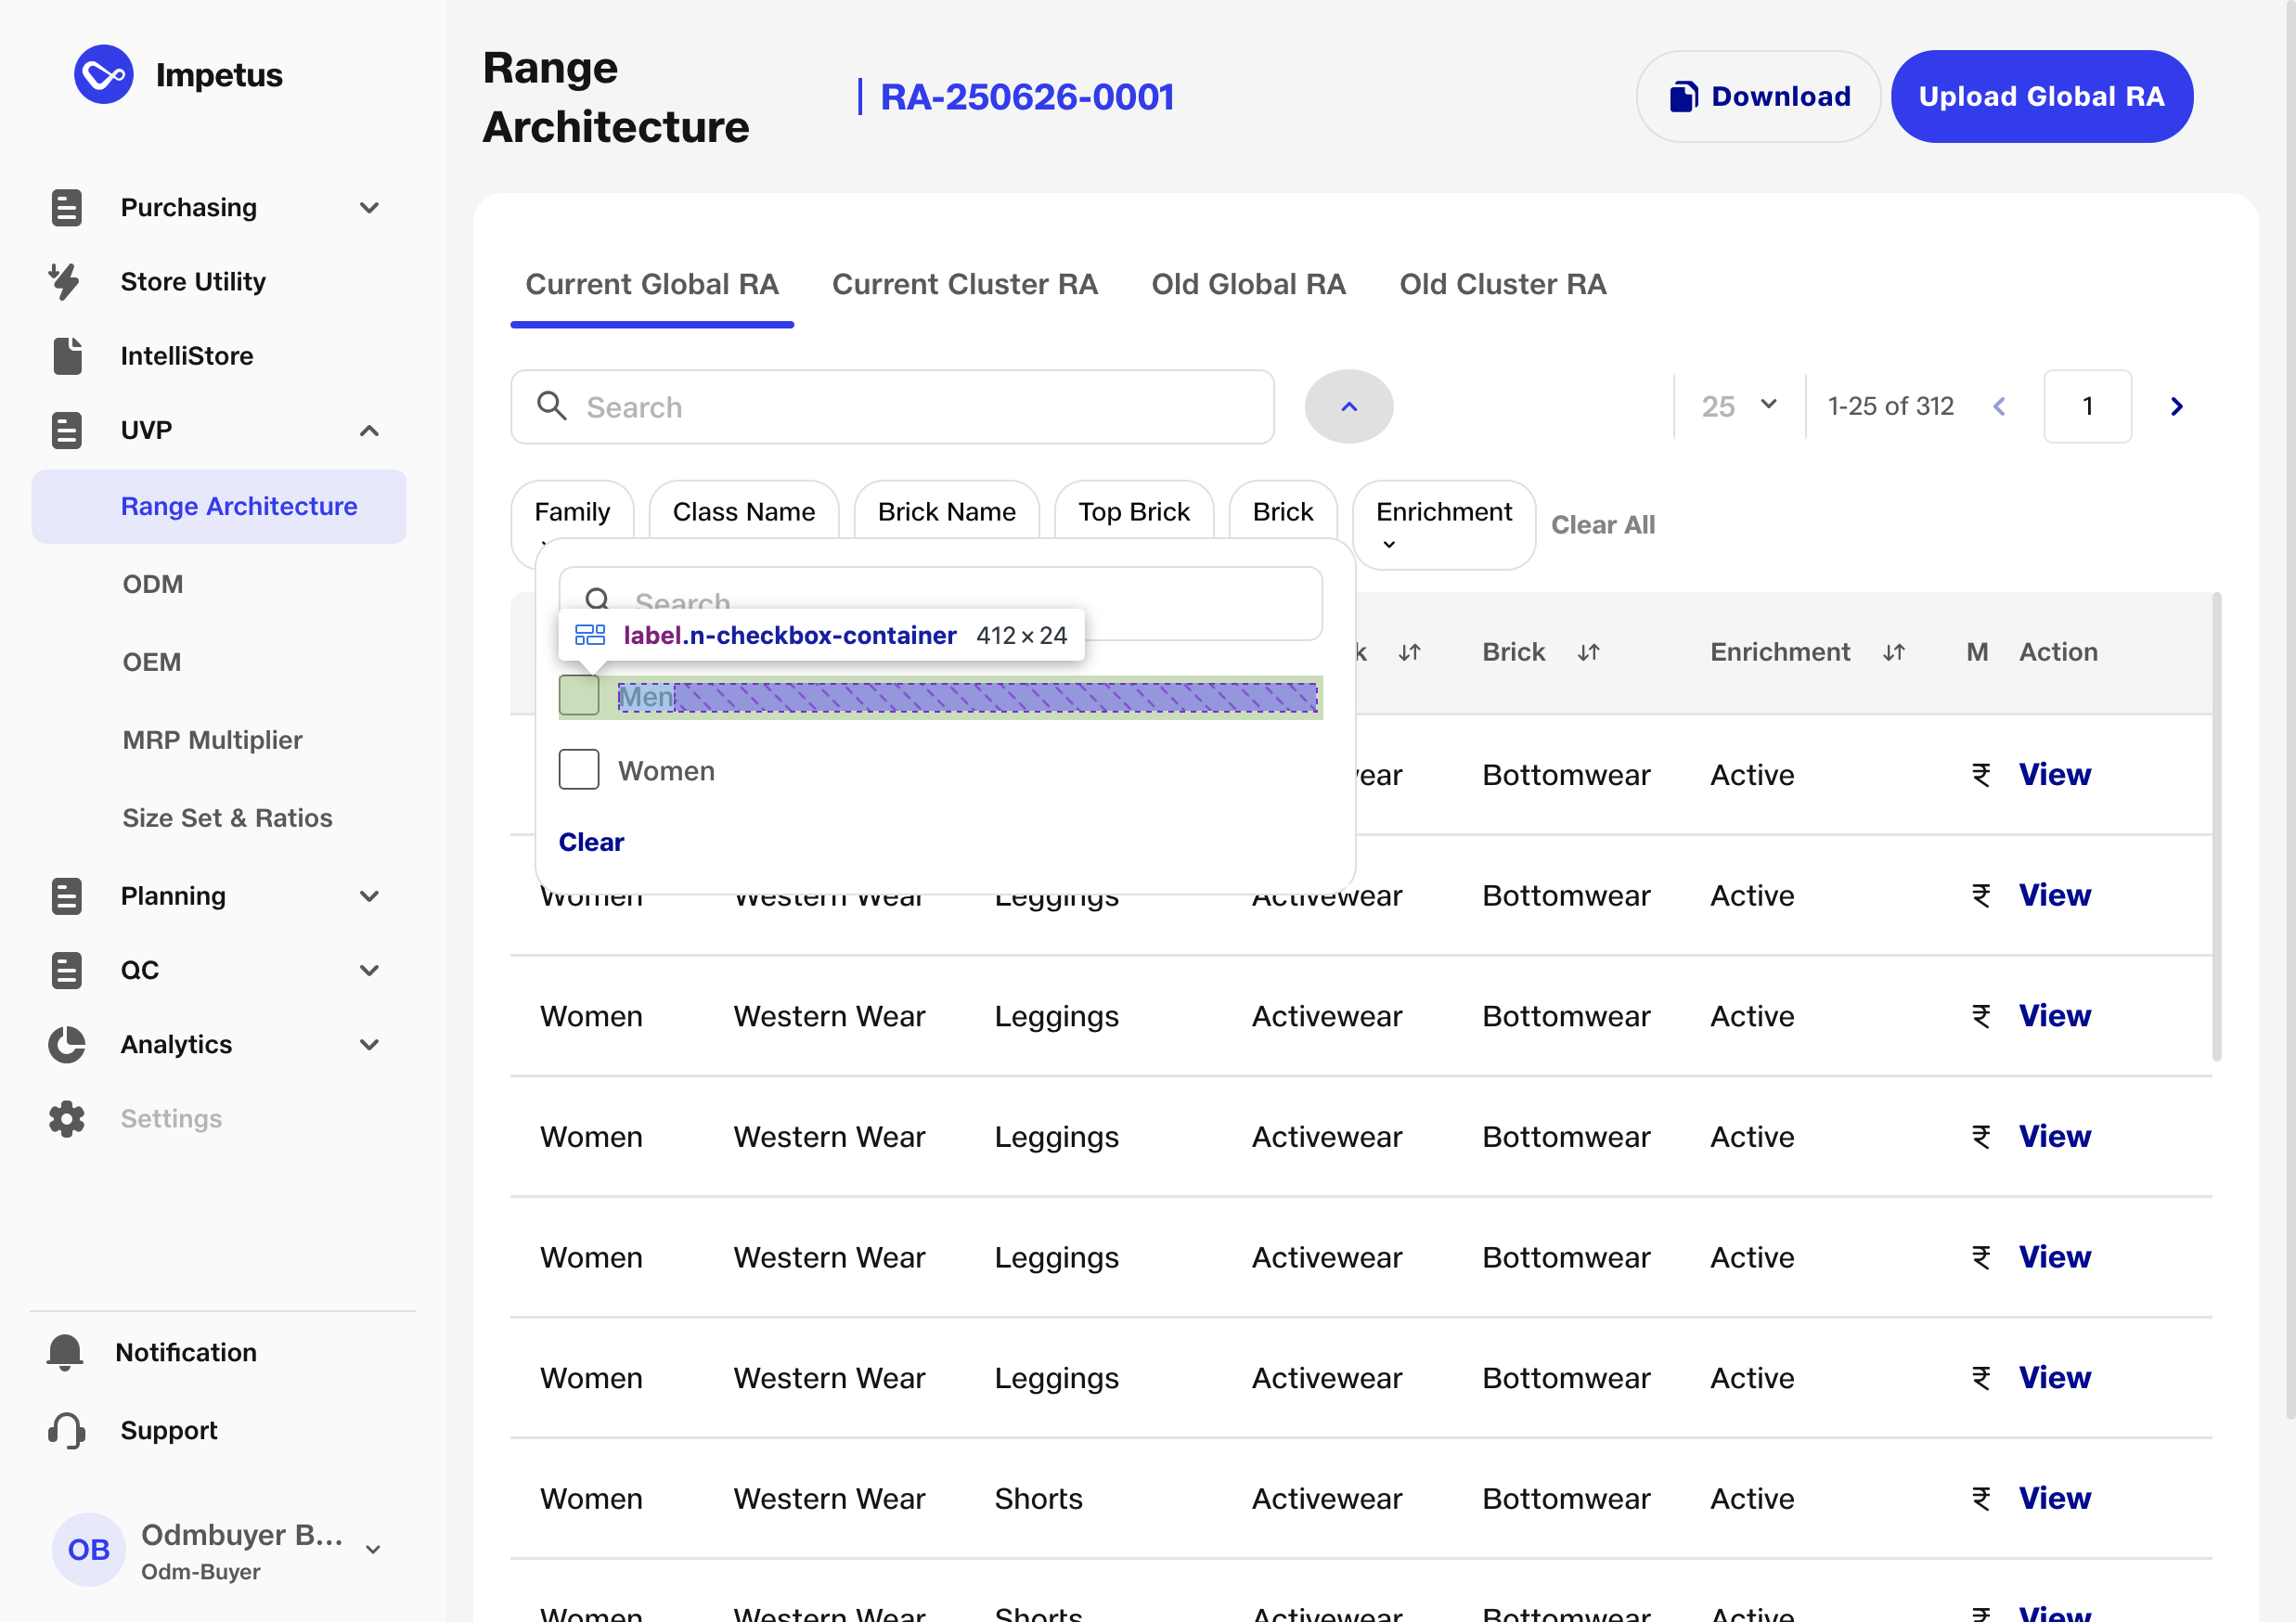 Impetus
Purchasing
Store Utility
IntelliStore
UVP
Range Architecture
ODM
OEM
MRP Multiplier
Size Set & Ratios
Planning
QC
Analytics
Settings
Notification
Support
OB
Odmbuyer B...
Odm-Buyer
Range
Architecture
RA-250626-0001
Download
Upload Global RA
Current Global RA Current Cluster RA Old Global RA Old Cluster RA
Search
25
1-25 of 312
1
Family Class Name Brick Name Top Brick Brick Enrichment Clear All
Search
label.n-checkbox-container 412 × 24
Men
Women
Clear
k Brick Enrichment M Action
wear Bottomwear Active ₹ View
Women Western Wear Leggings Activewear Bottomwear Active ₹ View
Women Western Wear Leggings Activewear Bottomwear Active ₹ View
Women Western Wear Leggings Activewear Bottomwear Active ₹ View
Women Western Wear Leggings Activewear Bottomwear Active ₹ View
Women Western Wear Leggings Activewear Bottomwear Active ₹ View
Women Western Wear Shorts Activewear Bottomwear Active ₹ View
Women Western Wear Shorts Activewear Bottomwear Active ₹ View